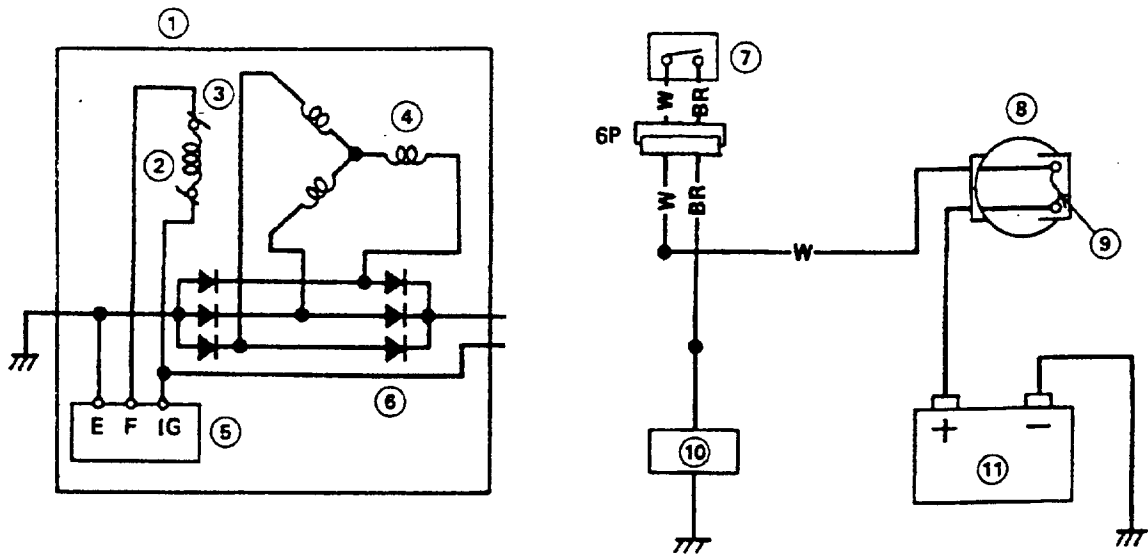 ①
③
④
②
E F IG
⑤
⑥
⑦
W BR
6P
W BR
W
⑧
⑨
⑩
+ −
⑪